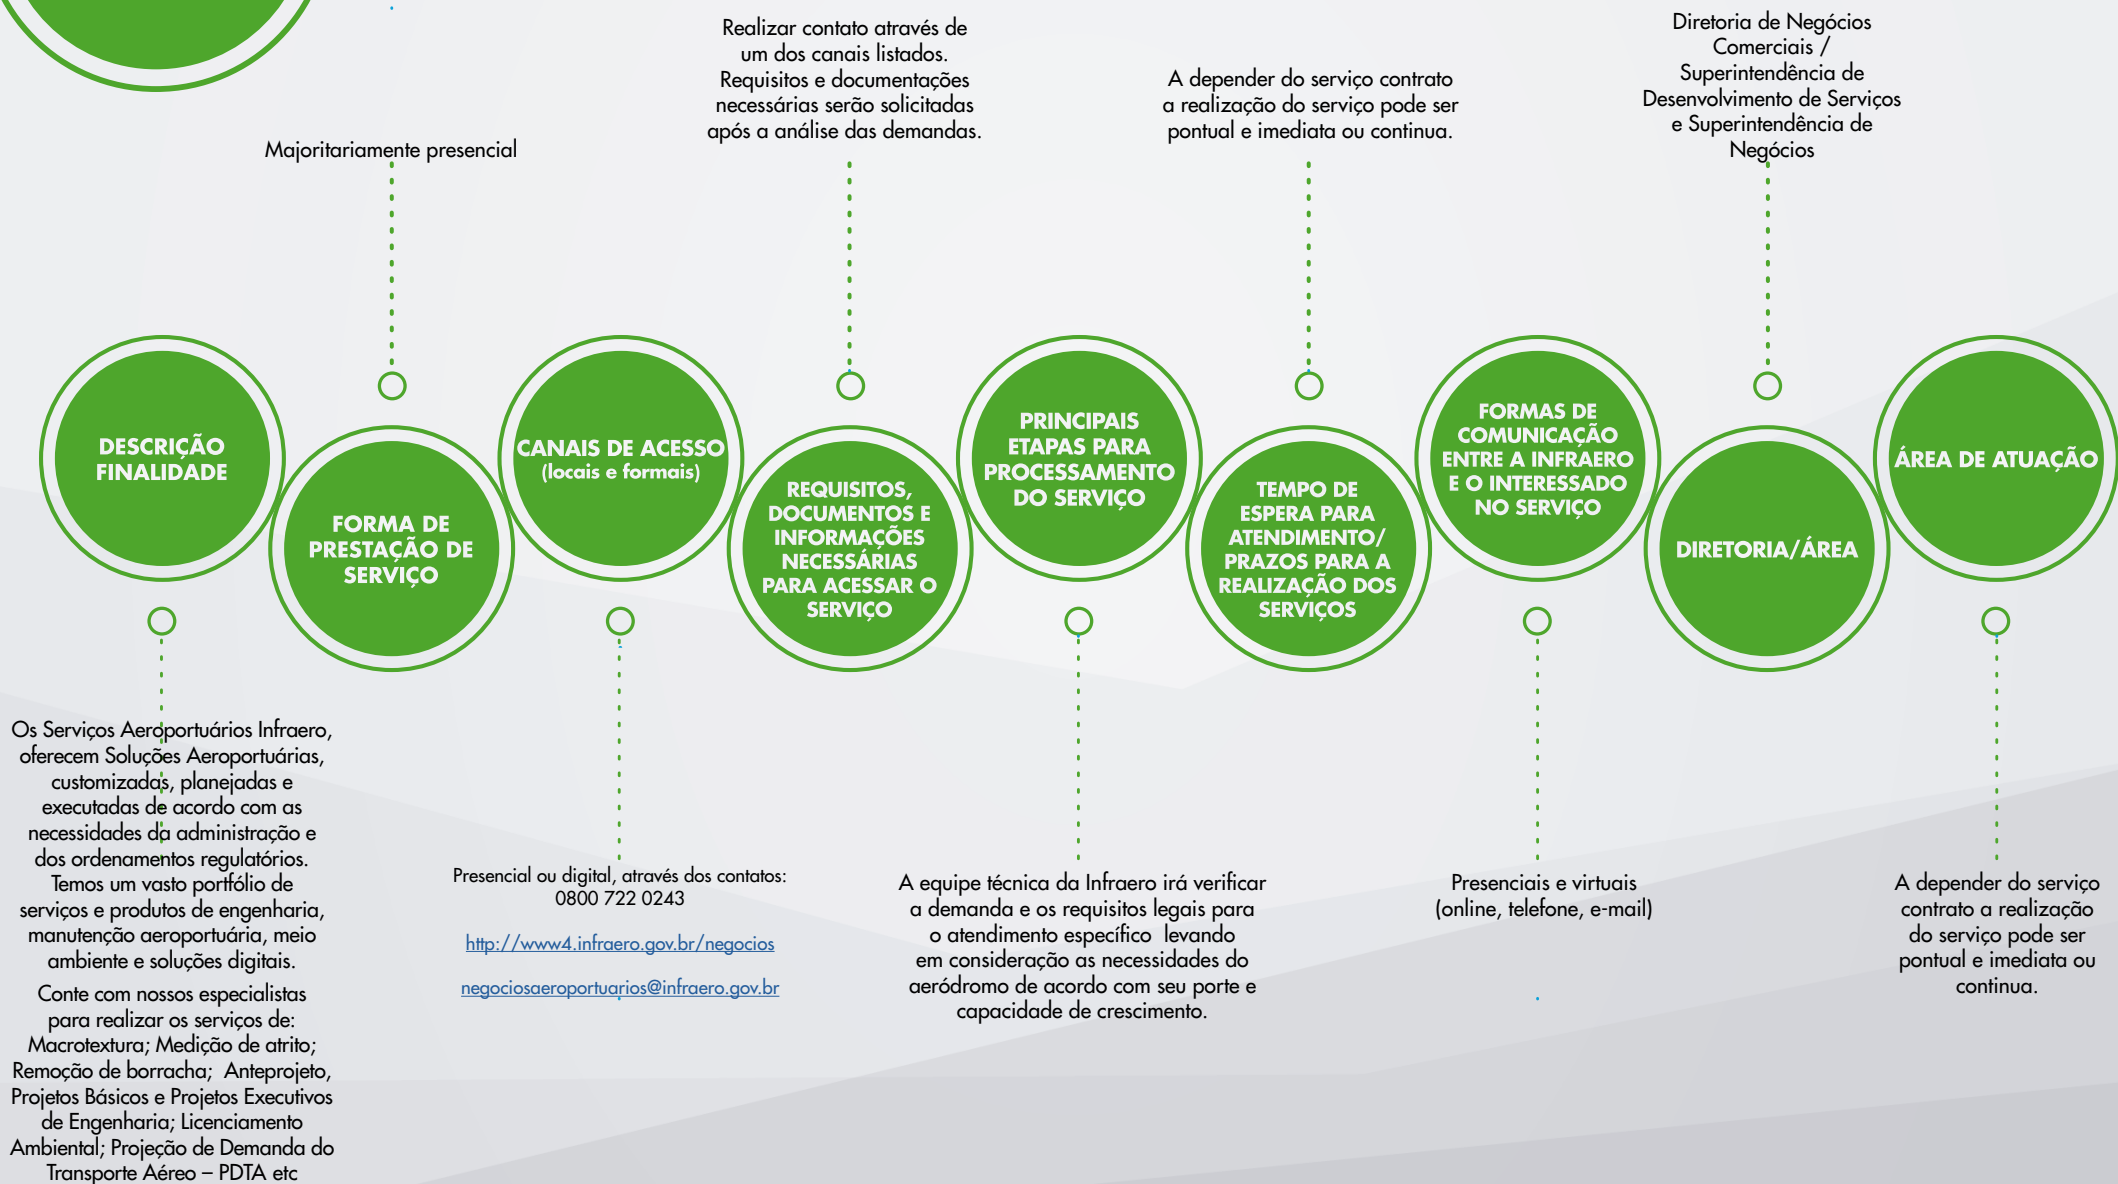 Realizar contato através de
um dos canais listados.
Requisitos e documentações
necessárias serão solicitadas
após a análise das demandas.
A depender do serviço contrato
a realização do serviço pode ser
pontual e imediata ou continua.
Diretoria de Negócios
Comerciais /
Superintendência de
Desenvolvimento de Serviços
e Superintendência de
Negócios
Majoritariamente presencial
DESCRIÇÃO
FINALIDADE
FORMA DE
PRESTAÇÃO DE
SERVIÇO
CANAIS DE ACESSO
(locais e formais)
REQUISITOS,
DOCUMENTOS E
INFORMAÇÕES
NECESSÁRIAS
PARA ACESSAR O
SERVIÇO
PRINCIPAIS
ETAPAS PARA
PROCESSAMENTO
DO SERVIÇO
TEMPO DE
ESPERA PARA
ATENDIMENTO/
PRAZOS PARA A
REALIZAÇÃO DOS
SERVIÇOS
FORMAS DE
COMUNICAÇÃO
ENTRE A INFRAERO
E O INTERESSADO
NO SERVIÇO
DIRETORIA/ÁREA
ÁREA DE ATUAÇÃO
Os Serviços Aeroportuários Infraero,
oferecem Soluções Aeroportuárias,
customizadas, planejadas e
executadas de acordo com as
necessidades da administração e
dos ordenamentos regulatórios.
Temos um vasto portfólio de
serviços e produtos de engenharia,
manutenção aeroportuária, meio
ambiente e soluções digitais.
Conte com nossos especialistas
para realizar os serviços de:
Macrotextura; Medição de atrito;
Remoção de borracha; Anteprojeto,
Projetos Básicos e Projetos Executivos
de Engenharia; Licenciamento
Ambiental; Projeção de Demanda do
Transporte Aéreo – PDTA etc
Presencial ou digital, através dos contatos:
0800 722 0243
http://www4.infraero.gov.br/negocios
negociosaeroportuarios@infraero.gov.br
A equipe técnica da Infraero irá verificar
a demanda e os requisitos legais para
o atendimento específico levando
em consideração as necessidades do
aeródromo de acordo com seu porte e
capacidade de crescimento.
Presenciais e virtuais
(online, telefone, e-mail)
A depender do serviço
contrato a realização
do serviço pode ser
pontual e imediata ou
continua.